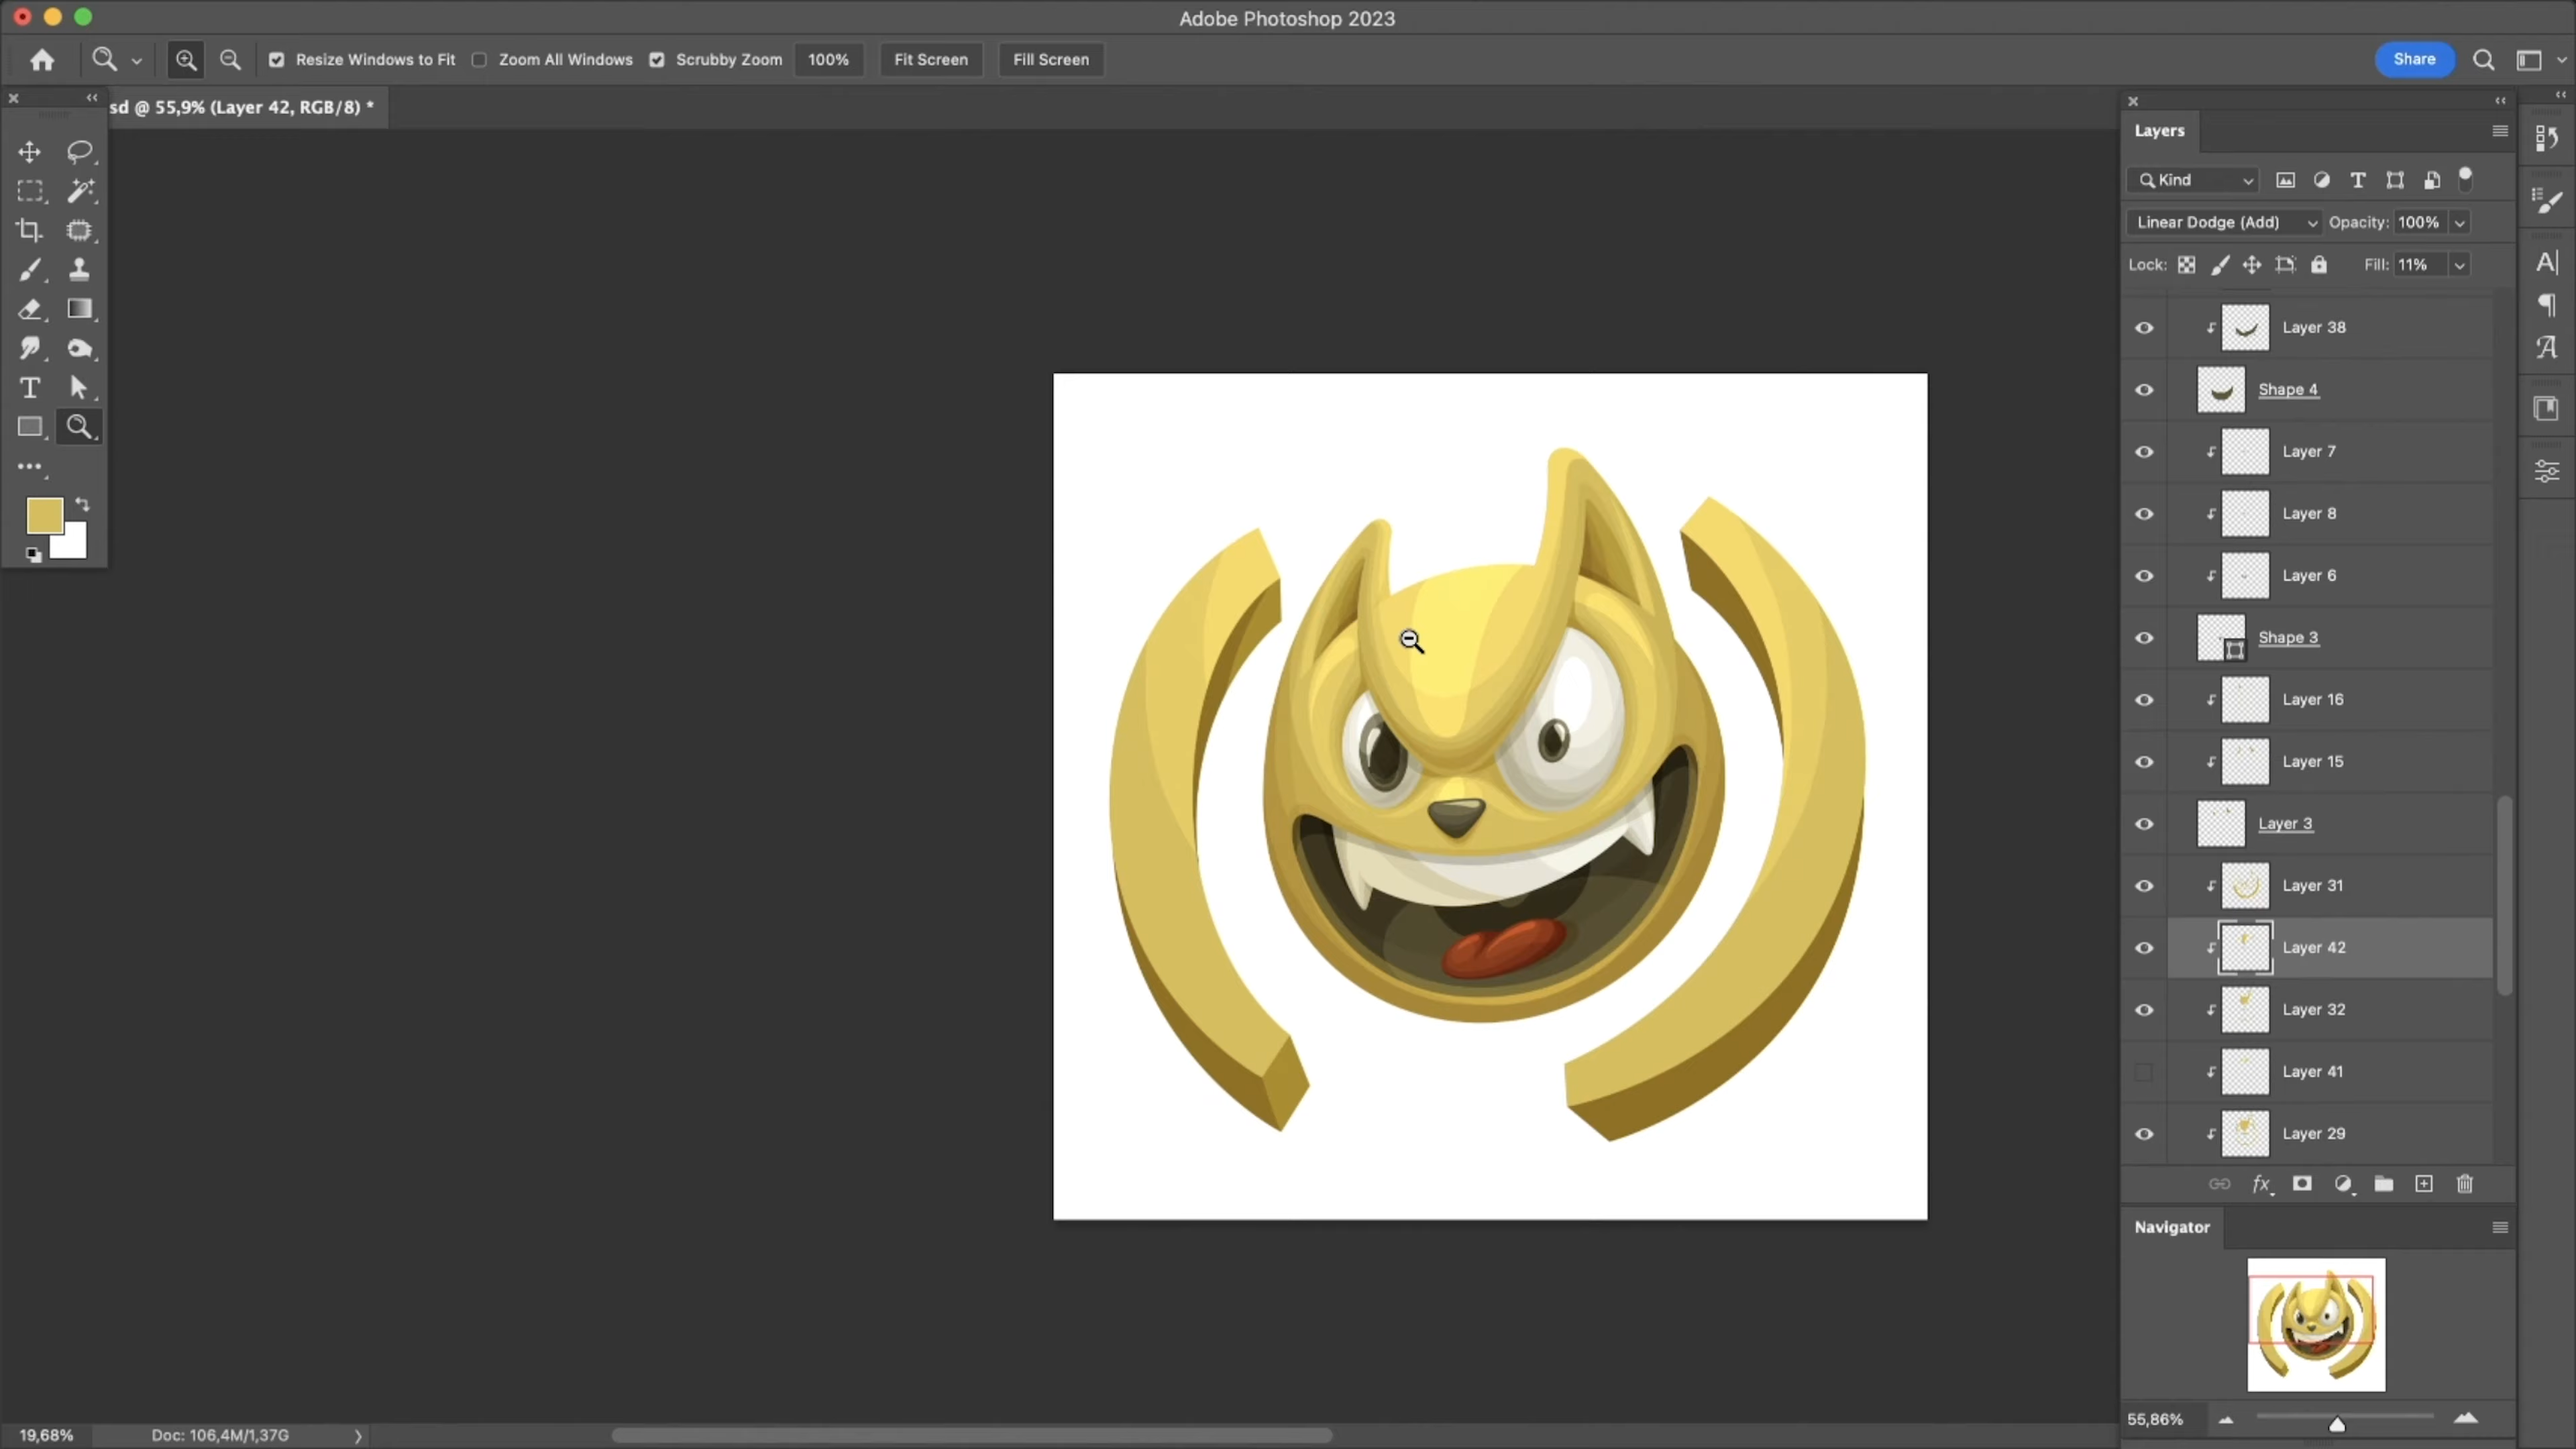 Adobe Photoshop 2023
Resize Windows to Fit Zoom All Windows Scrubby Zoom 100% Fit Screen Fill Screen Share
sd @ 55,9% (Layer 42, RGB/8) *
Layers
Kind
Linear Dodge (Add) Opacity: 100%
Lock: Fill: 11%
Layer 38
Shape 4
Layer 7
Layer 8
Layer 6
Shape 3
Layer 16
Layer 15
Layer 3
Layer 31
Layer 42
Layer 32
Layer 41
Layer 29
fx
Navigator
55,86%
19,68% Doc: 106,4M/1,37G